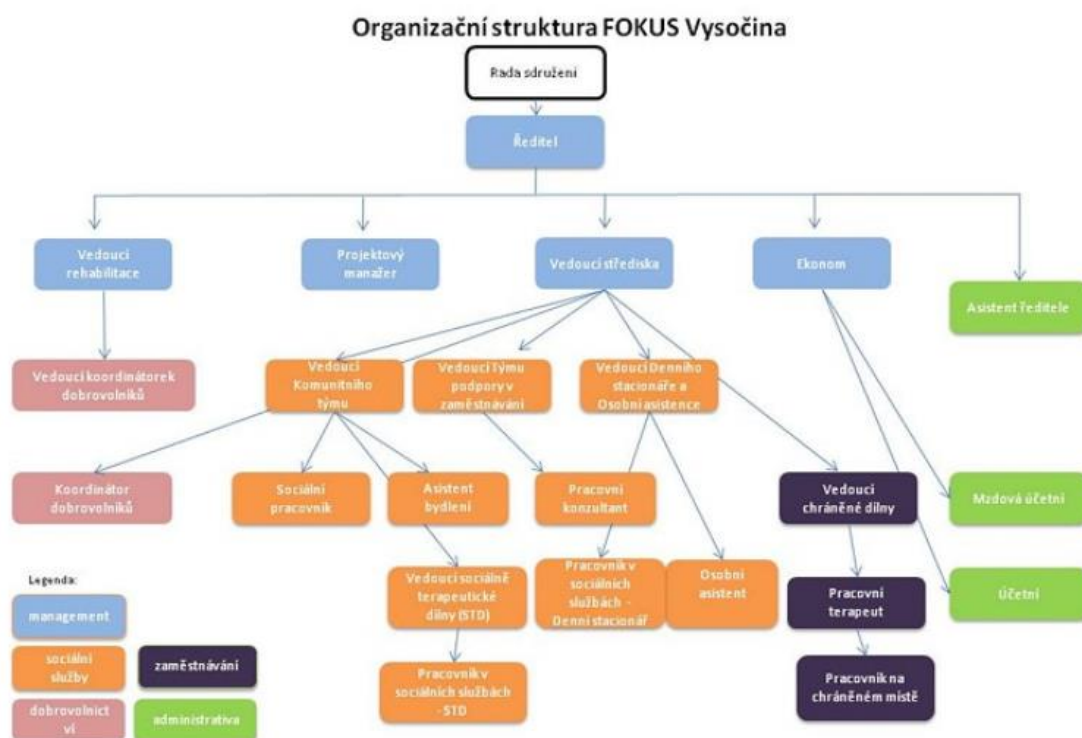 Organizační struktura FOKUS Vysočina
Rada sdružení
Ředitel
Vedoucí
rehabilitace
Projektový
manažer
Vedoucí střediska
Ekonom
Asistent ředitele
Vedoucí koordinátorek
dobrovolníků
Vedoucí
Komunitního
týmu
Vedoucí Týmu
podpory v
zaměstnávání
Vedoucí Denního
stacionáře a
Osobní asistence
Koordinátor
dobrovolníků
Sociální
pracovník
Asistent
bydlení
Pracovní
konzultant
Vedoucí
chráněné dílny
Mzdová účetní
Vedoucí sociálně
terapeutické
dílny (STD)
Pracovník v
sociálních
službách -
Denní stacionář
Osobní
asistent
Pracovní
terapeut
Účetní
Pracovník v
sociálních službách
- STD
Pracovník na
chráněném místě
Legenda:
management
sociální
služby
zaměstnávání
dobrovolnict
ví
administrativa